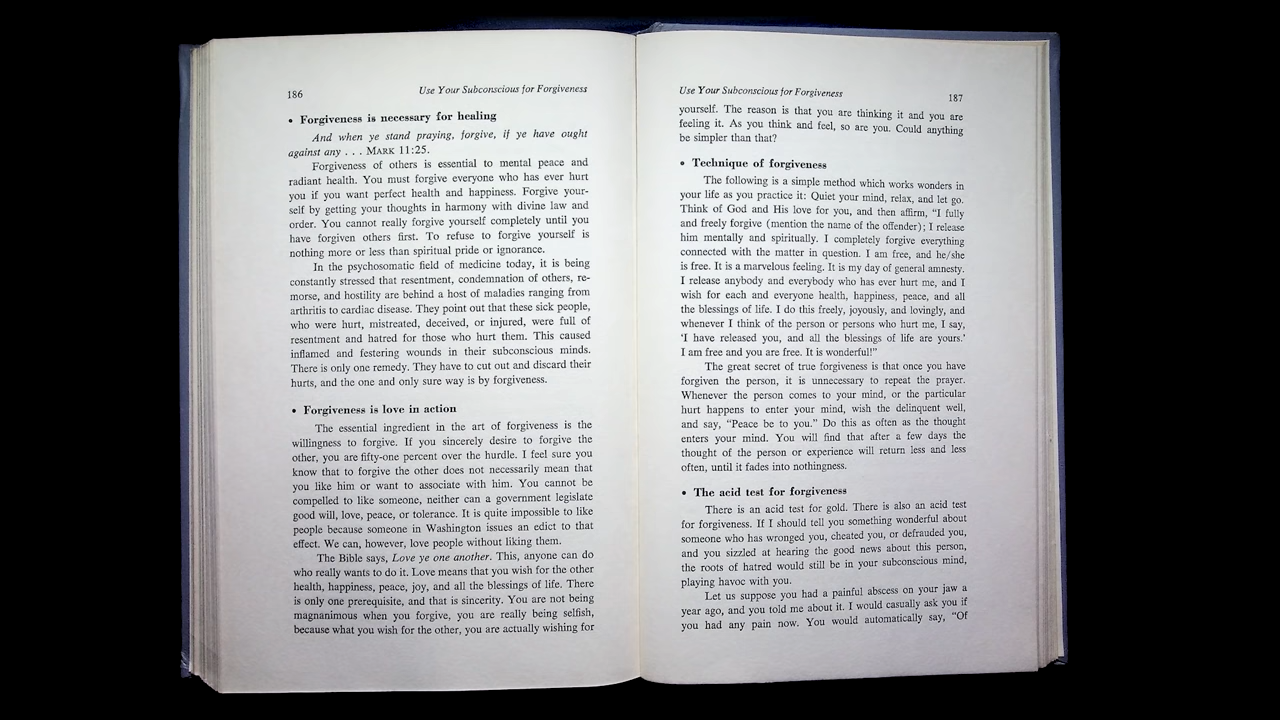 186
Use Your Subconscious for Forgiveness
• Forgiveness is necessary for healing
And when ye stand praying, forgive, if ye have ought
against any . . . MARK 11:25.
Forgiveness of others is essential to mental peace and
radiant health. You must forgive everyone who has ever hurt
you if you want perfect health and happiness. Forgive your-
self by getting your thoughts in harmony with divine law and
order. You cannot really forgive yourself completely until you
have forgiven others first. To refuse to forgive yourself is
nothing more or less than spiritual pride or ignorance.
In the psychosomatic field of medicine today, it is being
constantly stressed that resentment, condemnation of others, re-
morse, and hostility are behind a host of maladies ranging from
arthritis to cardiac disease. They point out that these sick people,
who were hurt, mistreated, deceived, or injured, were full of
resentment and hatred for those who hurt them. This caused
inflamed and festering wounds in their subconscious minds.
There is only one remedy. They have to cut out and discard their
hurts, and the one and only sure way is by forgiveness.
• Forgiveness is love in action
The essential ingredient in the art of forgiveness is the
willingness to forgive. If you sincerely desire to forgive the
other, you are fifty-one percent over the hurdle. I feel sure you
know that to forgive the other does not necessarily mean that
you like him or want to associate with him. You cannot be
compelled to like someone, neither can a government legislate
good will, love, peace, or tolerance. It is quite impossible to like
people because someone in Washington issues an edict to that
effect. We can, however, love people without liking them.
The Bible says, Love ye one another. This, anyone can do
who really wants to do it. Love means that you wish for the other
health, happiness, peace, joy, and all the blessings of life. There
is only one prerequisite, and that is sincerity. You are not being
magnanimous when you forgive, you are really being selfish,
because what you wish for the other, you are actually wishing for
Use Your Subconscious for Forgiveness
187
yourself. The reason is that you are thinking it and you are
feeling it. As you think and feel, so are you. Could anything
be simpler than that?
• Technique of forgiveness
The following is a simple method which works wonders in
your life as you practice it: Quiet your mind, relax, and let go.
Think of God and His love for you, and then affirm, “I fully
and freely forgive (mention the name of the offender); I release
him mentally and spiritually. I completely forgive everything
connected with the matter in question. I am free, and he/she
is free. It is a marvelous feeling. It is my day of general amnesty.
I release anybody and everybody who has ever hurt me, and I
wish for each and everyone health, happiness, peace, and all
the blessings of life. I do this freely, joyously, and lovingly, and
whenever I think of the person or persons who hurt me, I say,
‘I have released you, and all the blessings of life are yours.’
I am free and you are free. It is wonderful!”
The great secret of true forgiveness is that once you have
forgiven the person, it is unnecessary to repeat the prayer.
Whenever the person comes to your mind, or the particular
hurt happens to enter your mind, wish the delinquent well,
and say, “Peace be to you.” Do this as often as the thought
enters your mind. You will find that after a few days the
thought of the person or experience will return less and less
often, until it fades into nothingness.
• The acid test for forgiveness
There is an acid test for gold. There is also an acid test
for forgiveness. If I should tell you something wonderful about
someone who has wronged you, cheated you, or defrauded you,
and you sizzled at hearing the good news about this person,
the roots of hatred would still be in your subconscious mind,
playing havoc with you.
Let us suppose you had a painful abscess on your jaw a
year ago, and you told me about it. I would casually ask you if
you had any pain now. You would automatically say, “Of